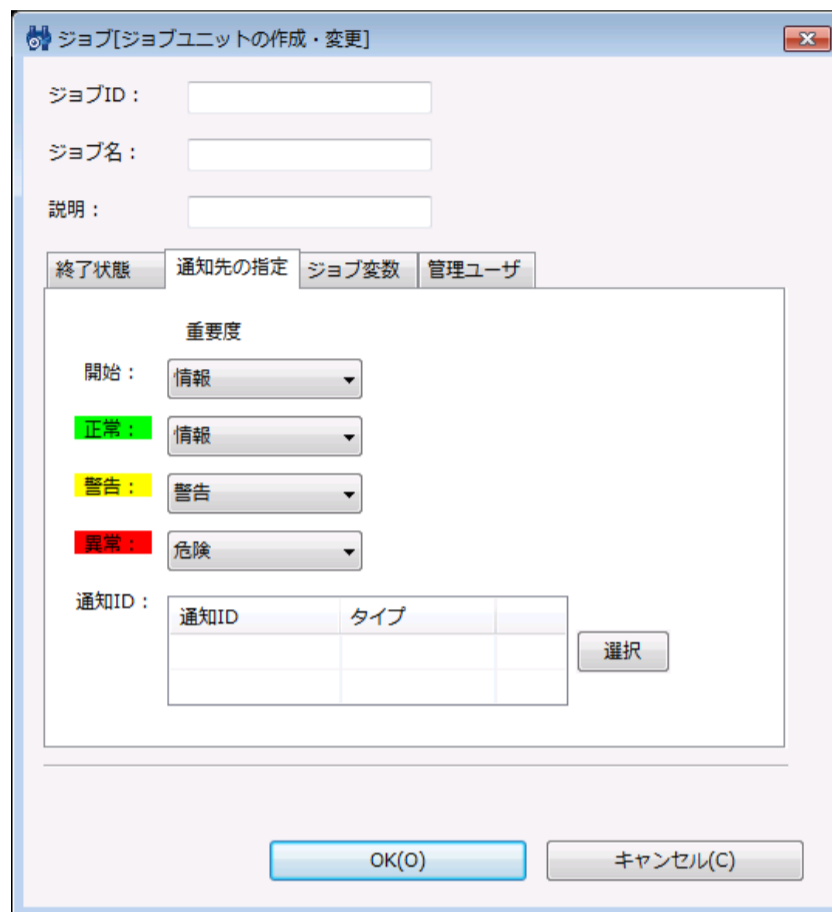 ジョブ[ジョブユニットの作成・変更]
ジョブID：
ジョブ名：
説明：
終了状態 通知先の指定 ジョブ変数 管理ユーザ
重要度
開始： 情報
正常： 情報
警告： 警告
異常： 危険
通知ID： 通知ID タイプ
選択
OK(O) キャンセル(C)